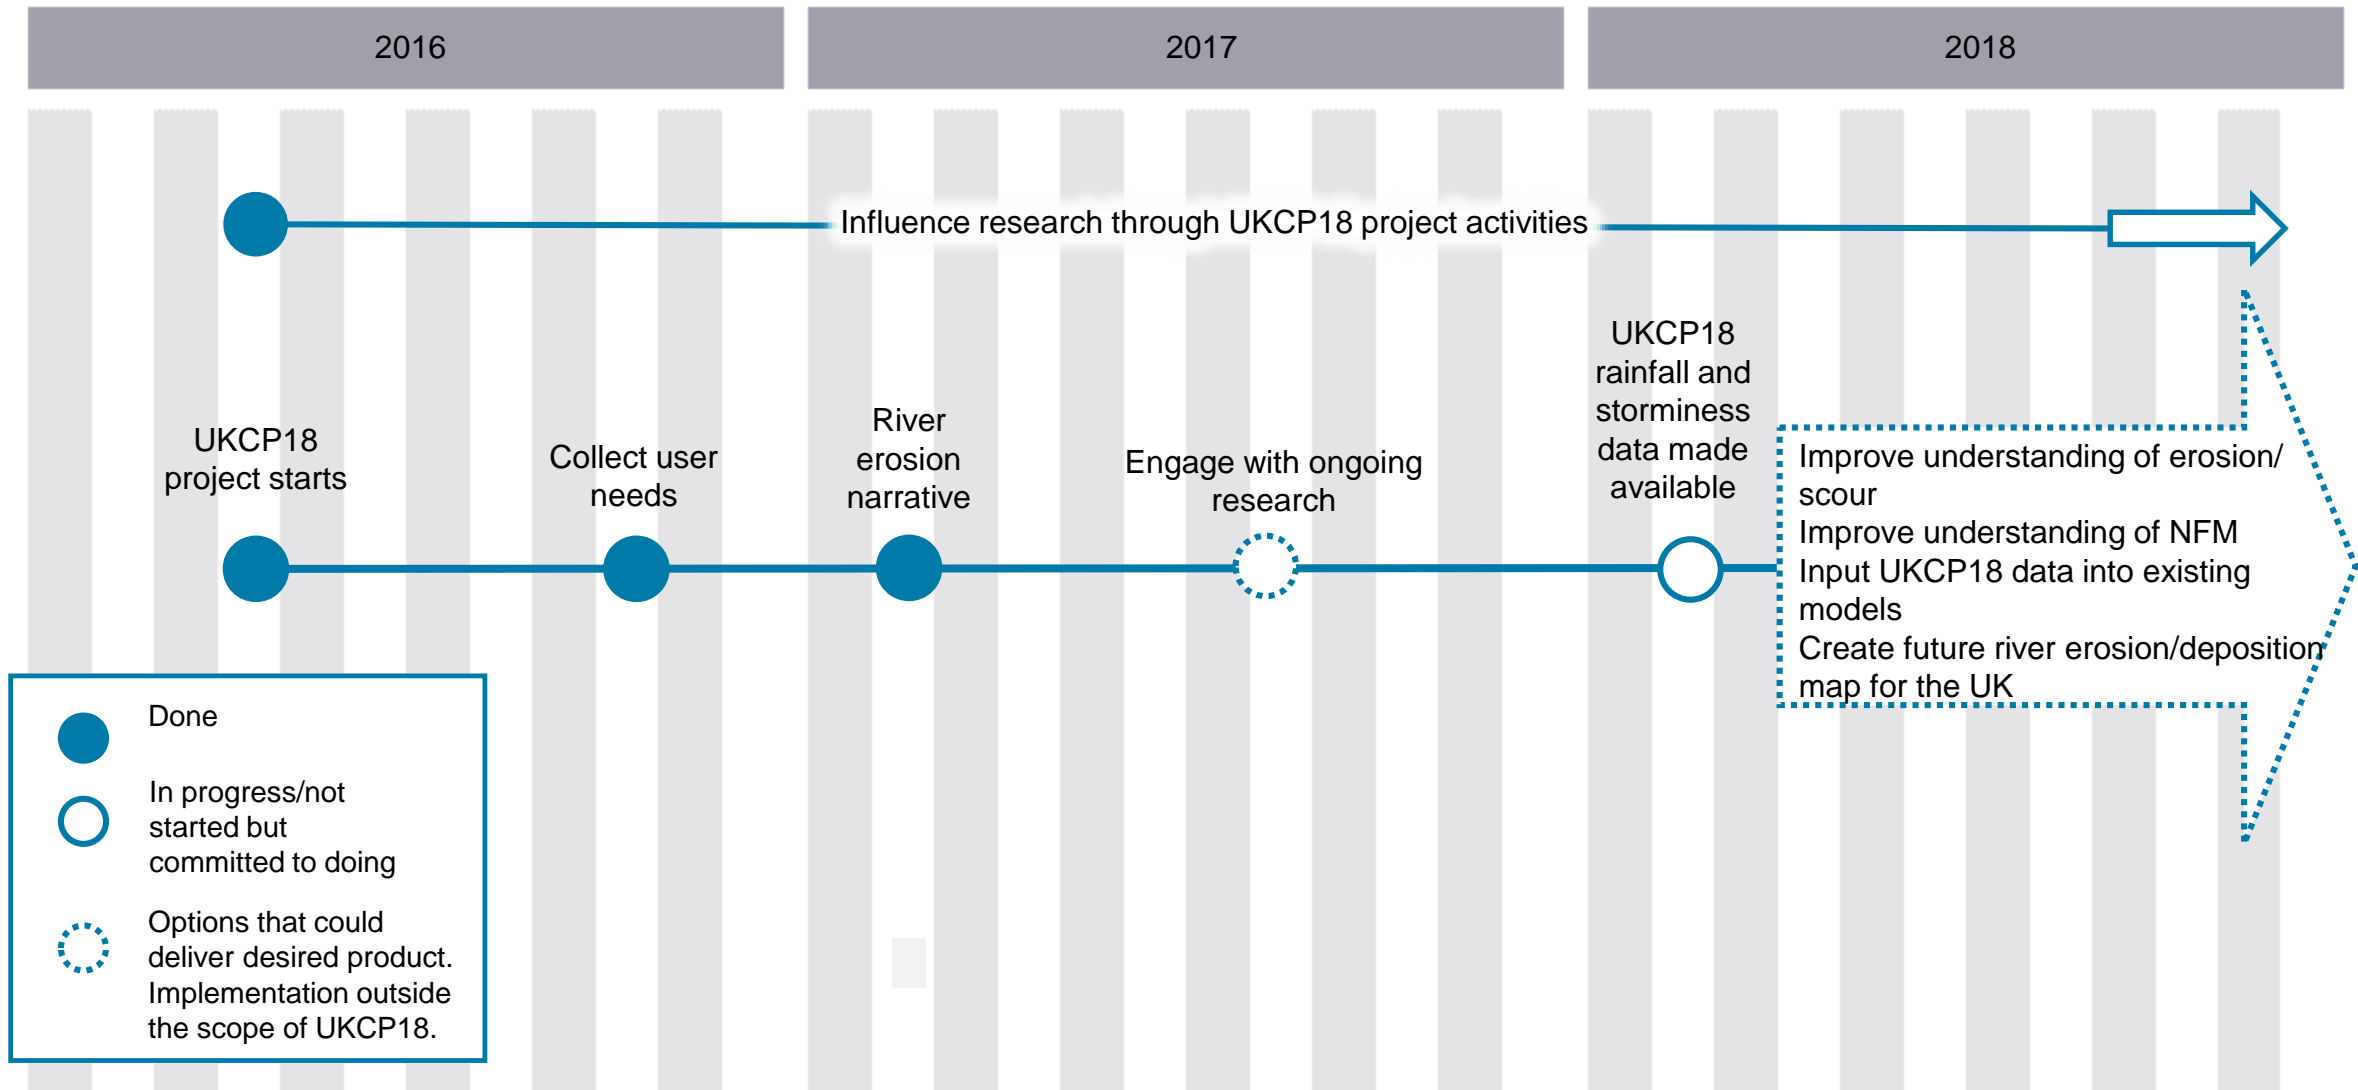 2016
2017
2018
Influence research through UKCP18 project activities
UKCP18
project starts
Collect user
needs
River
erosion
narrative
Engage with ongoing
research
UKCP18
rainfall and
storminess
data made
available
Improve understanding of erosion/
scour
Improve understanding of NFM
Input UKCP18 data into existing
models
Create future river erosion/deposition
map for the UK
Done
In progress/not
started but
committed to doing
Options that could
deliver desired product.
Implementation outside
the scope of UKCP18.